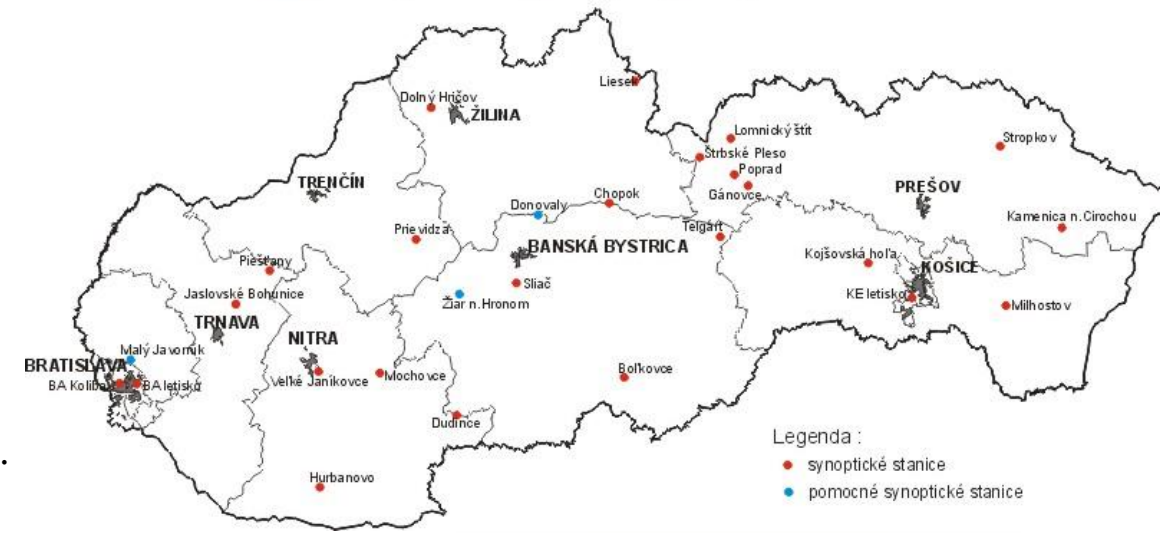 Liesek
Dolný Hričov
ŽILINA
Lomnický štít
Stropkov
Štrbské Pleso
Poprad
TRENČÍN
Gánovce
PREŠOV
Chopok
Donovaly
Kamenica n.Cirochou
Prievidza
Telgárt
BANSKÁ BYSTRICA
Kojšovská hoľa
Piešťany
KOŠICE
Sliač
Jaslovské Bohunice
Žiar n.Hronom
KE letisko
Milhostov
TRNAVA
NITRA
Malý Javorník
BRATISLAVA
Boľkovce
Veľké Janíkovce
Mochovce
BA Koliba
BA letisko
Dudince
Legenda :
synoptické stanice
Hurbanovo
pomocné synoptické stanice